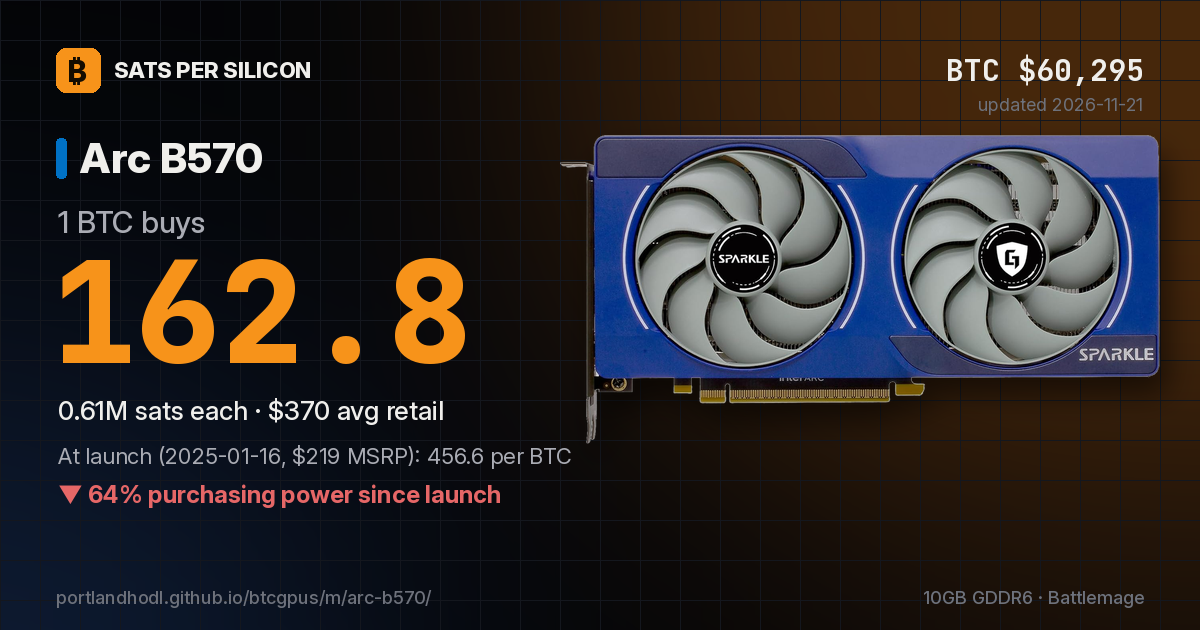 SATS PER SILICON
BTC $60,295
updated 2026-11-21
Arc B570
1 BTC buys
162.8
0.61M sats each · $370 avg retail
At launch (2025-01-16, $219 MSRP): 456.6 per BTC
▼ 64% purchasing power since launch
SPARKLE
SPARKLE
portlandhodl.github.io/btcgpus/m/arc-b570/
10GB GDDR6 · Battlemage